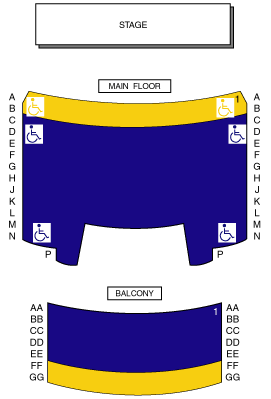 STAGE
MAIN FLOOR
A A
B 1 B
C C
D D
E E
F F
G G
H H
J J
K K
L L
M M
N N
P P
BALCONY
AA 1 AA
BB BB
CC CC
DD DD
EE EE
FF FF
GG GG